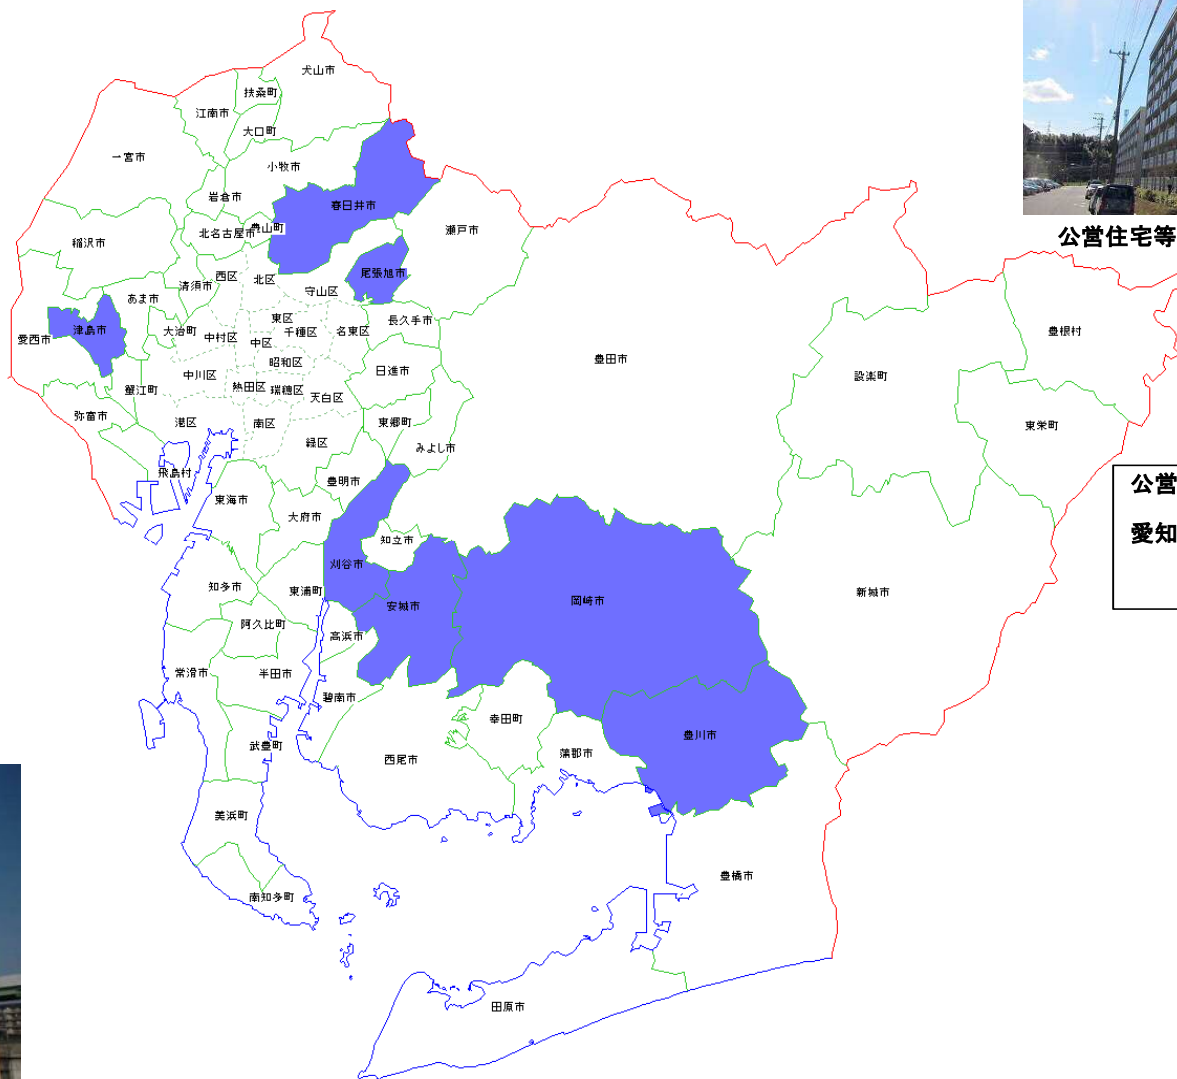 犬山市
扶桑町
江南市
大口町
一宮市
小牧市
岩倉市
春日井市
豊山町
北名古屋市
瀬戸市
稲沢市
公営住宅等
尾張旭市
西区
北区
清須市
守山区
あま市
豊根村
東区
長久手市
津島市
大治町
千種区
名東区
中村区
中区
愛西市
豊田市
昭和区
日進市
設楽町
中川区
熱田区
瑞穂区
蟹江町
天白区
弥富市
港区
南区
東郷町
東栄町
緑区
みよし市
飛島村
豊明市
公営
東海市
大府市
愛知
知立市
刈谷市
知多市
東浦町
新城市
岡崎市
安城市
阿久比町
高浜市
常滑市
半田市
碧南市
幸田町
豊川市
武豊町
蒲郡市
西尾市
美浜町
豊橋市
南知多町
田原市